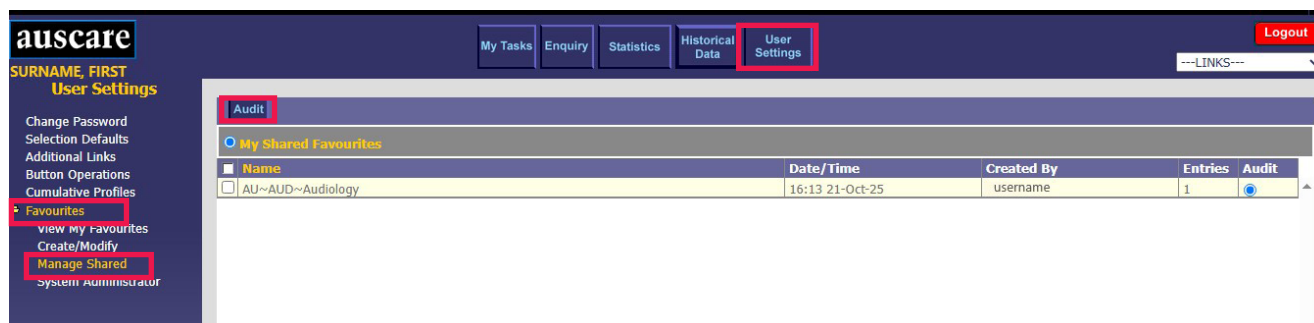 auscare
My Tasks
Enquiry
Statistics
Historical
Data
User
Settings
Logout
---LINKS---
SURNAME, FIRST
User Settings
Change Password
Selection Defaults
Additional Links
Button Operations
Cumulative Profiles
Favourites
View My Favourites
Create/Modify
Manage Shared
System Administrator
Audit
My Shared Favourites
Name Date/Time Created By Entries Audit
AU~AUD~Audiology 16:13 21-Oct-25 username 1